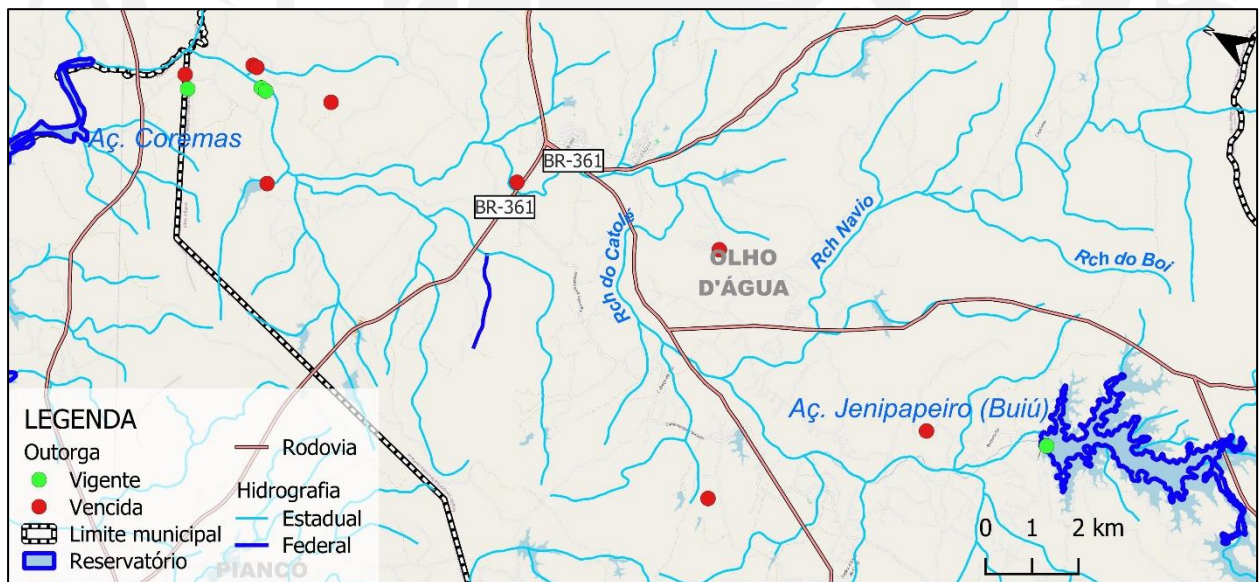 N
Aç. Coremas
BR-361
BR-361
Rch do Catolé
OLHO
D'ÁGUA
Rch Navio
Rch do Boi
Aç. Jenipapeiro (Buiú)
LEGENDA
Outorga
Vigente
Vencida
Limite municipal
Reservatório
Rodovia
Hidrografia
Estadual
Federal
PIANCÓ
0 1 2 km